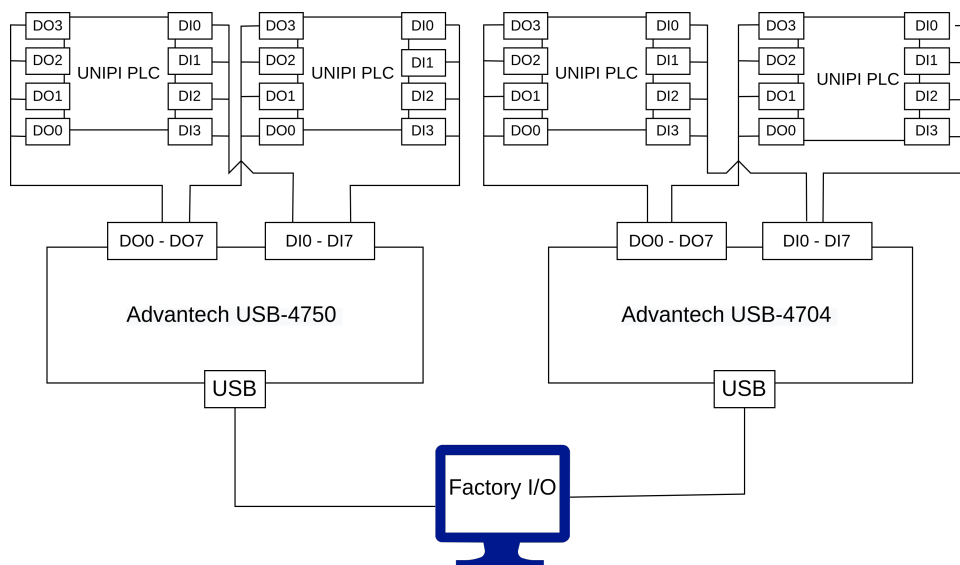 DO3
DO2
DO1
DO0
UNIPI PLC
DI0
DI1
DI2
DI3
DO3
DO2
DO1
DO0
UNIPI PLC
DI0
DI1
DI2
DI3
DO3
DO2
DO1
DO0
UNIPI PLC
DI0
DI1
DI2
DI3
DO3
DO2
DO1
DO0
UNIPI PLC
DI0
DI1
DI2
DI3
DO0 - DO7
DI0 - DI7
Advantech USB-4750
USB
DO0 - DO7
DI0 - DI7
Advantech USB-4704
USB
Factory I/O